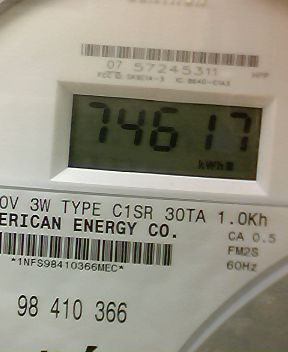 07 57245311
74617
kWh
0V 3W TYPE C1SR 30TA 1.0Kh
ERICAN ENERGY CO.
CA 0.5
FM2S
60Hz
*1NFS98410366MEC*
98 410 366